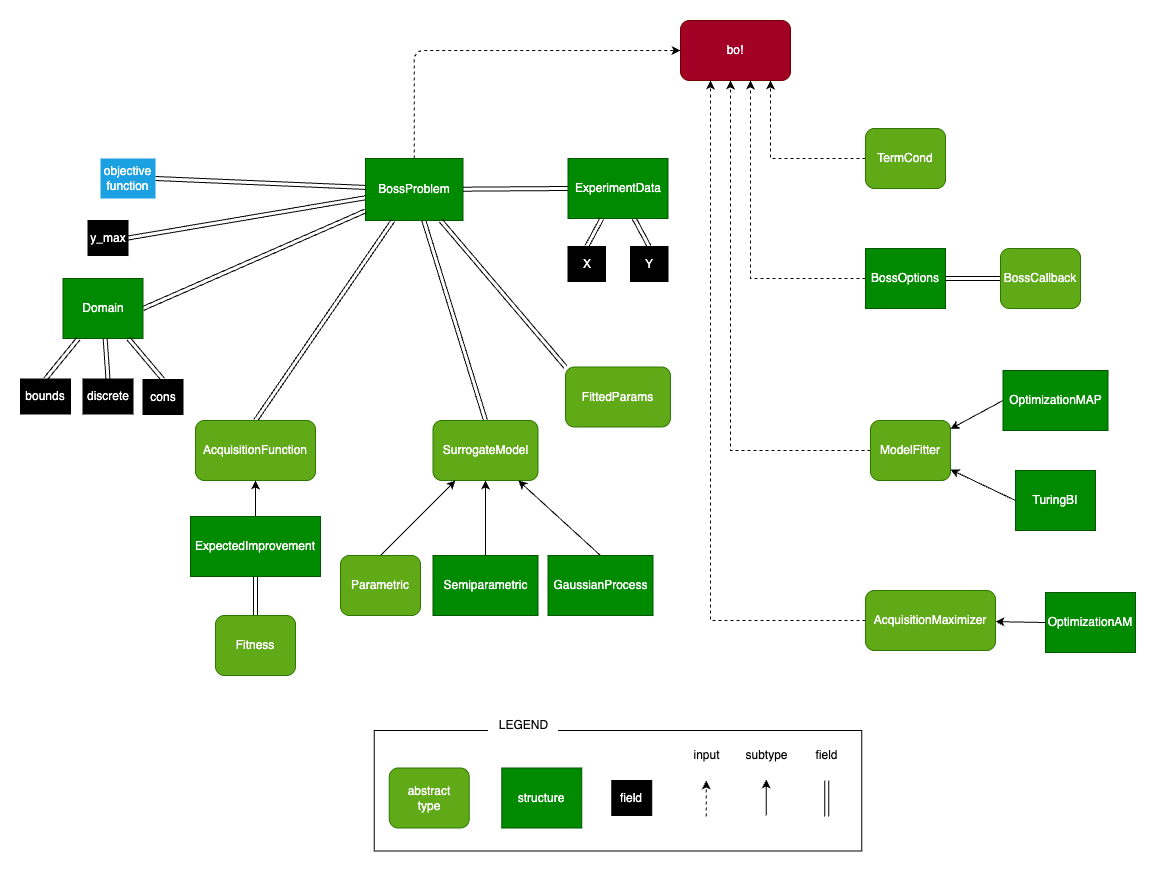 bo!
TermCond
objective
function
BossProblem
ExperimentData
y_max
X
Y
BossOptions
BossCallback
Domain
bounds
discrete
cons
FittedParams
OptimizationMAP
AcquisitionFunction
SurrogateModel
ModelFitter
TuringBI
ExpectedImprovement
Parametric
Semiparametric
GaussianProcess
AcquisitionMaximizer
OptimizationAM
Fitness
LEGEND
abstract
type
structure
field
input
subtype
field